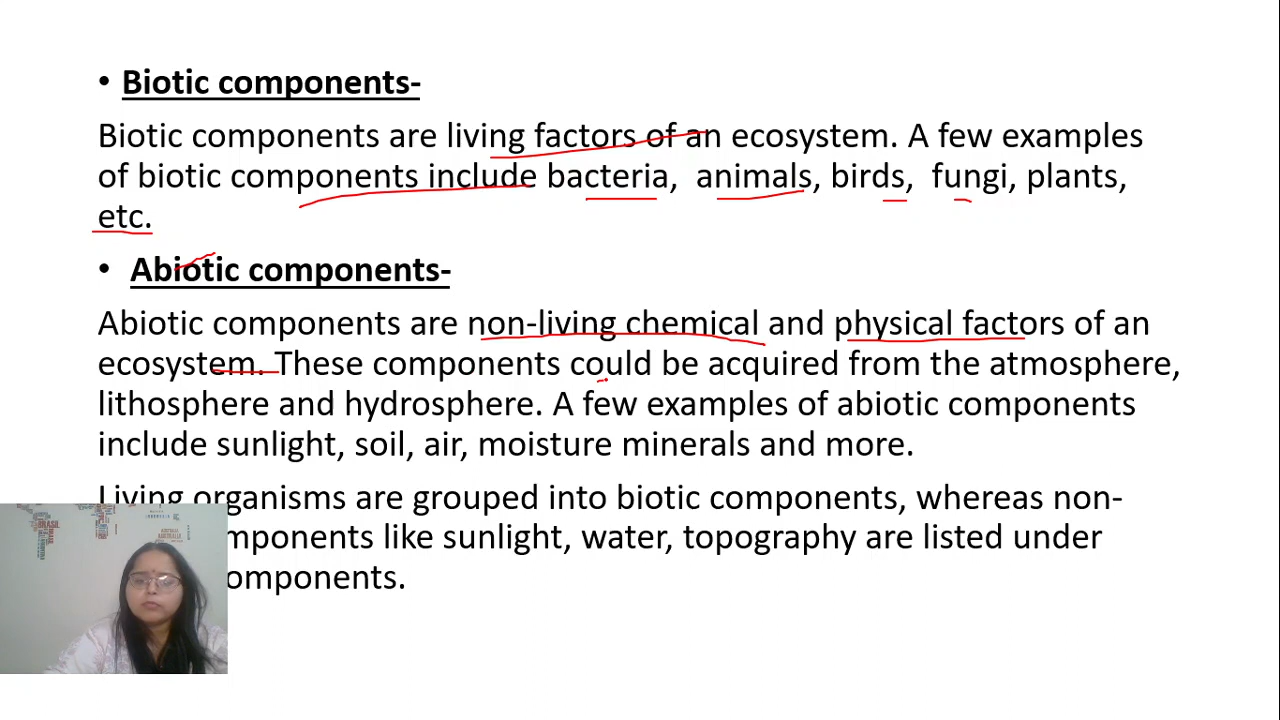 • Biotic components-
Biotic components are living factors of an ecosystem. A few examples
of biotic components include bacteria, animals, birds, fungi, plants,
etc.
• Abiotic components-
Abiotic components are non-living chemical and physical factors of an
ecosystem. These components could be acquired from the atmosphere,
lithosphere and hydrosphere. A few examples of abiotic components
include sunlight, soil, air, moisture minerals and more.
Living organisms are grouped into biotic components, whereas non-
mponents like sunlight, water, topography are listed under
omponents.
BRASIL